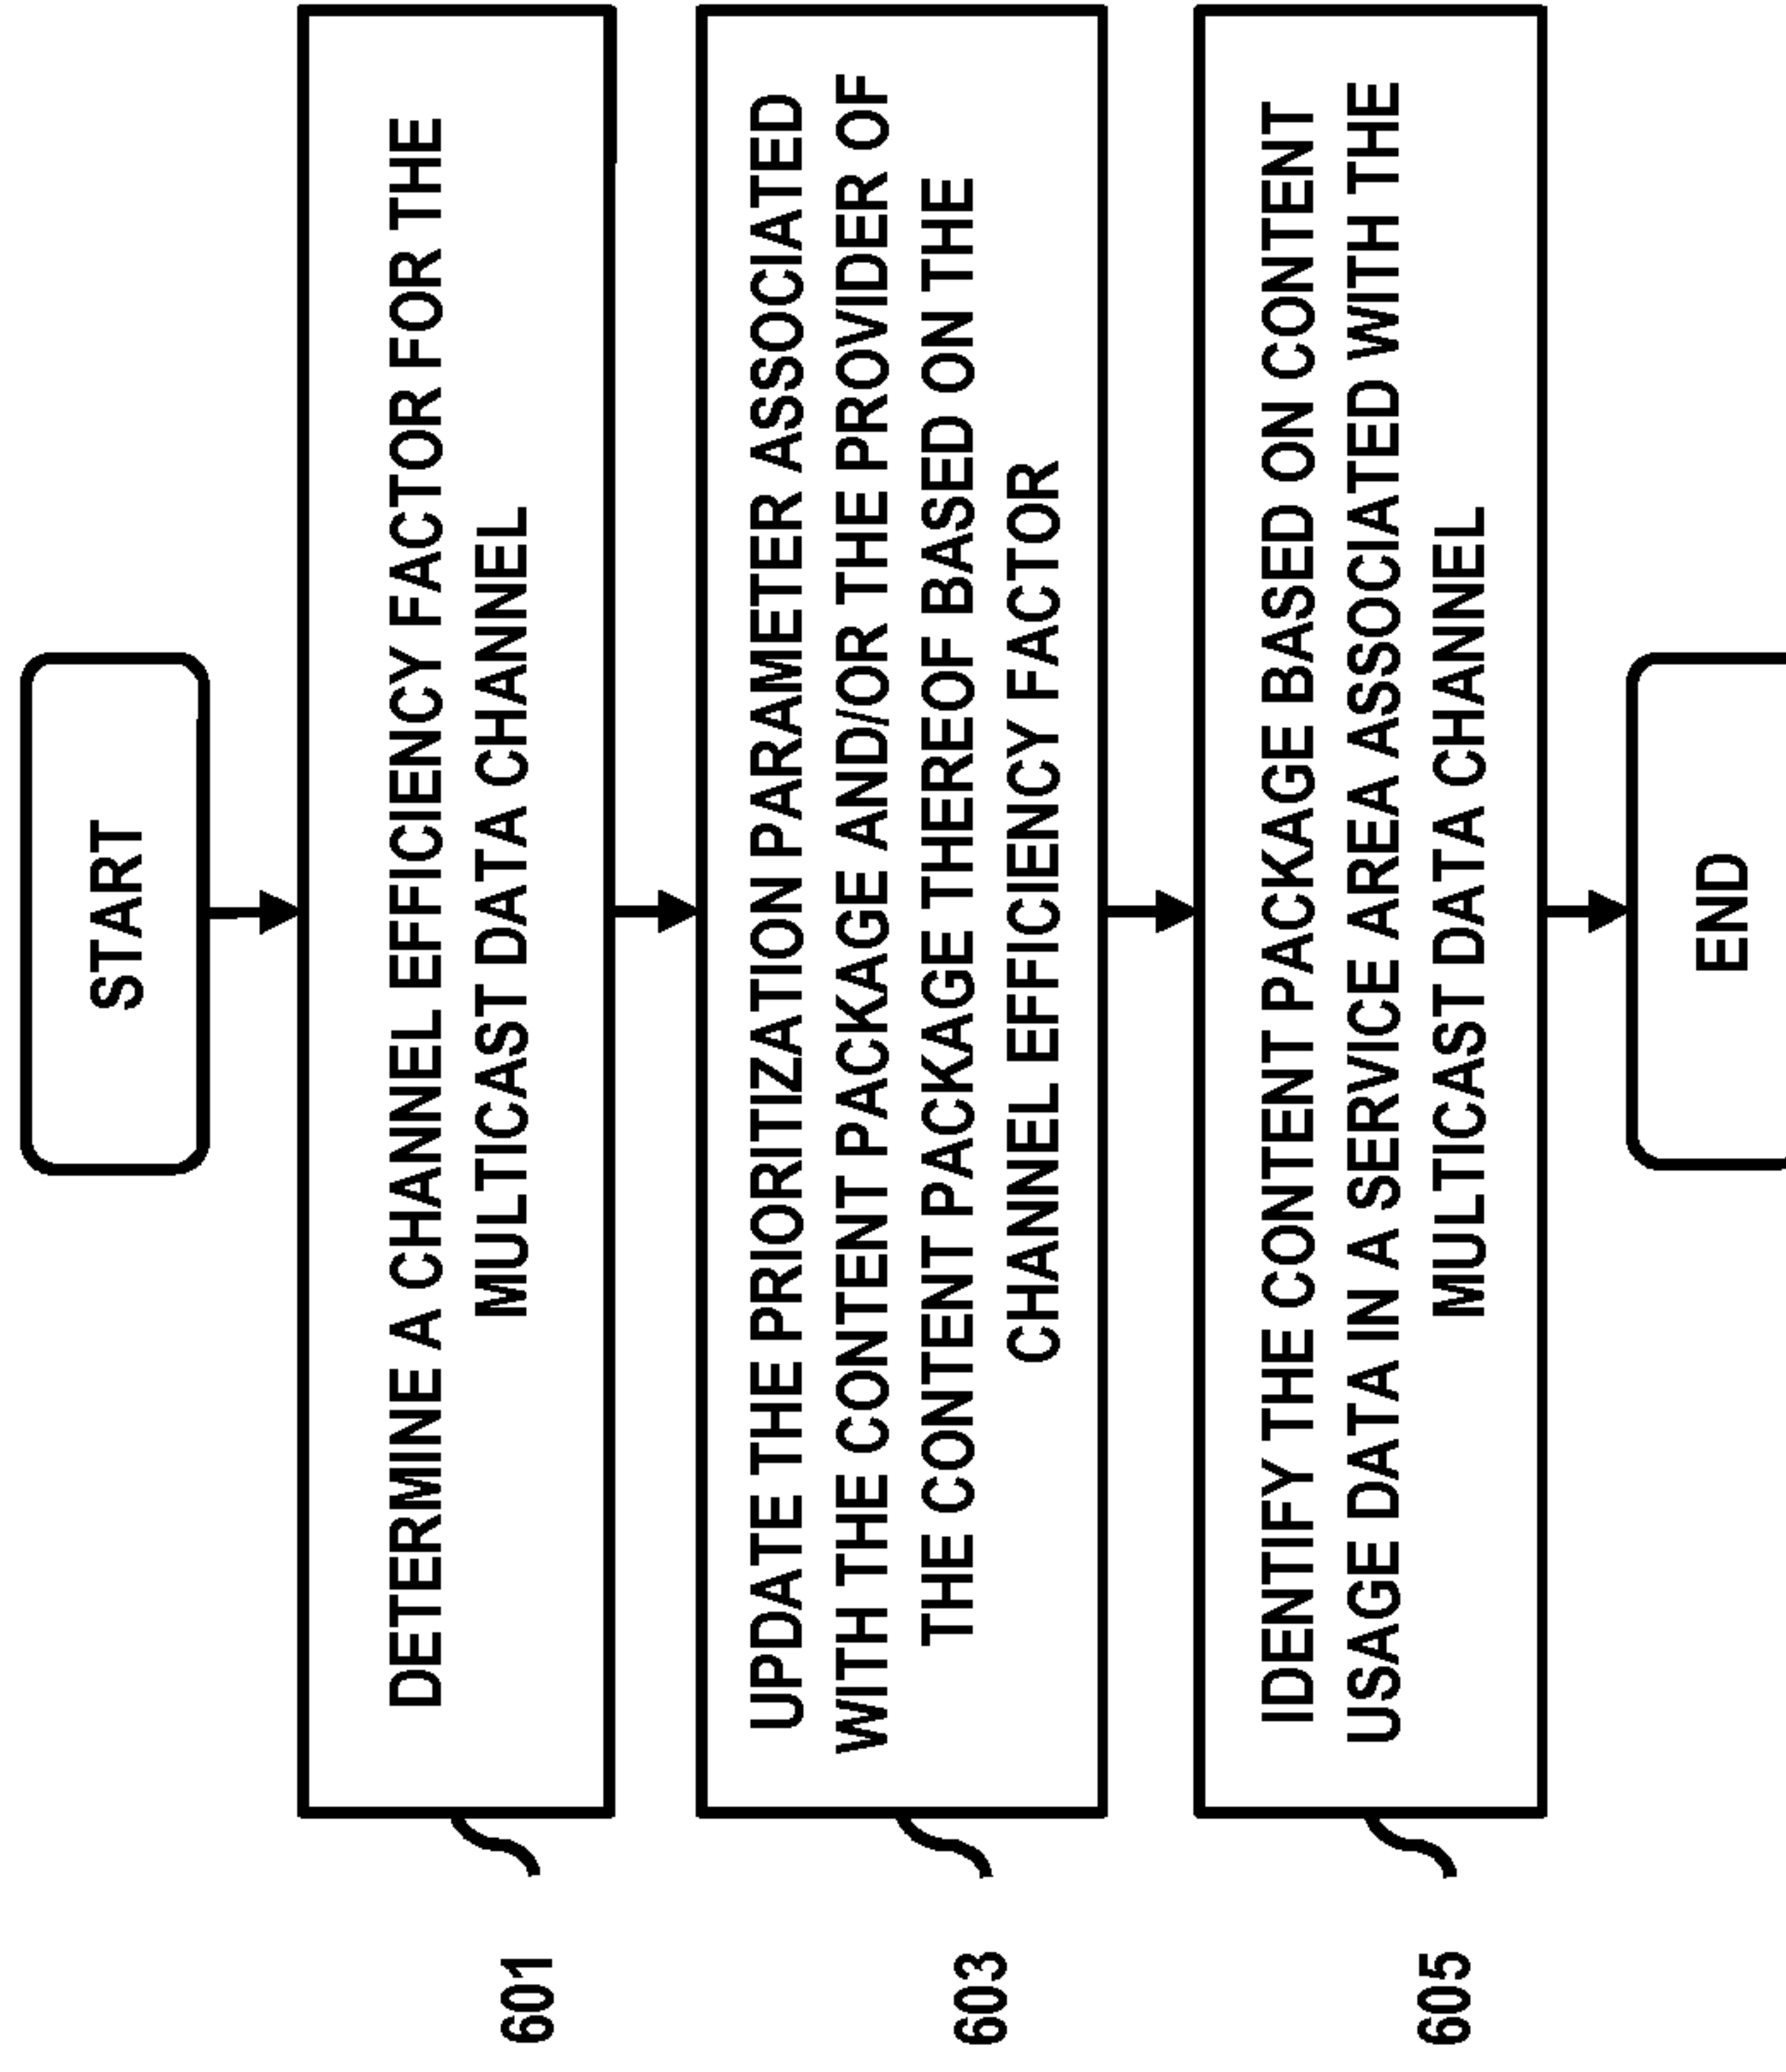 START
DETERMINE A CHANNEL EFFICIENCY FACTOR FOR THE
MULTICAST DATA CHANNEL
601
UPDATE THE PRIORITIZATION PARAMETER ASSOCIATED
WITH THE CONTENT PACKAGE AND/OR THE PROVIDER OF
THE CONTENT PACKAGE THEREOF BASED ON THE
CHANNEL EFFICIENCY FACTOR
603
IDENTIFY THE CONTENT PACKAGE BASED ON CONTENT
USAGE DATA IN A SERVICE AREA ASSOCIATED WITH THE
MULTICAST DATA CHANNEL
605
END